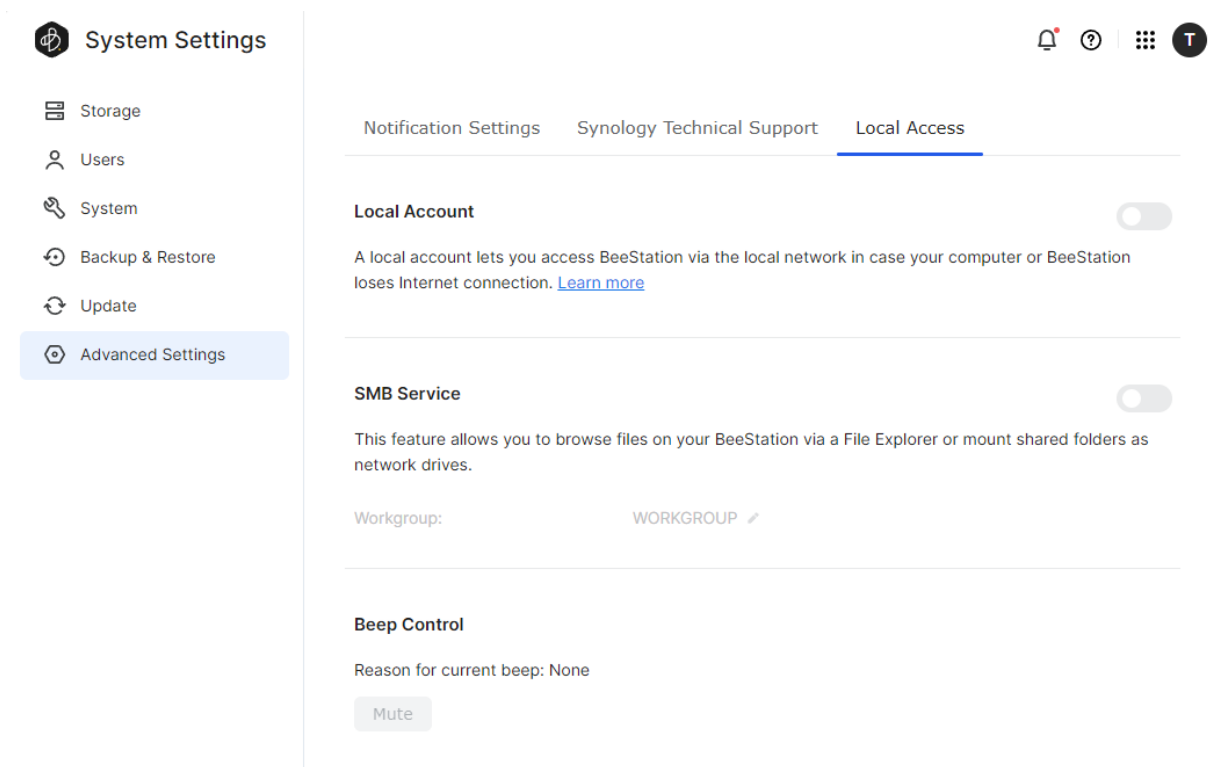 System Settings
T
Storage
Users
System
Backup & Restore
Update
Advanced Settings
Notification Settings
Synology Technical Support
Local Access
Local Account
A local account lets you access BeeStation via the local network in case your computer or BeeStation
loses Internet connection. Learn more
SMB Service
This feature allows you to browse files on your BeeStation via a File Explorer or mount shared folders as
network drives.
Workgroup: WORKGROUP
Beep Control
Reason for current beep: None
Mute